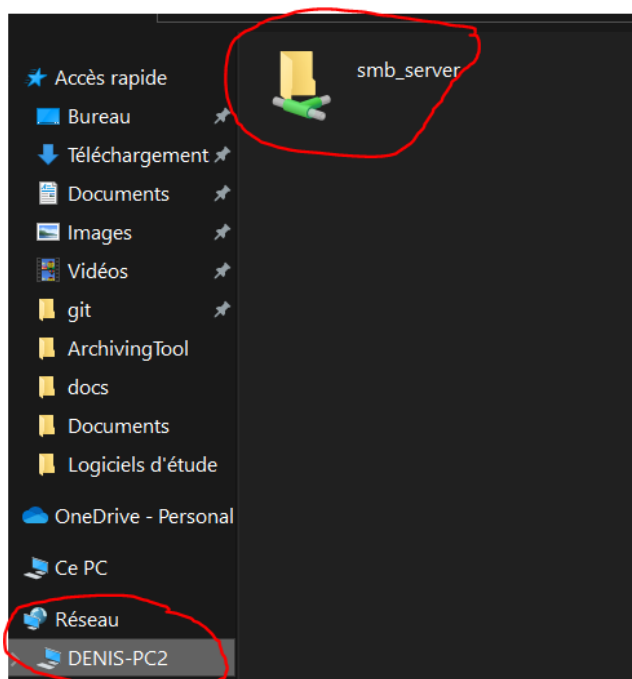 Accès rapide
Bureau
Téléchargement
Documents
Images
Vidéos
git
ArchivingTool
docs
Documents
Logiciels d'étude
OneDrive - Personal
Ce PC
Réseau
DENIS-PC2
smb_server